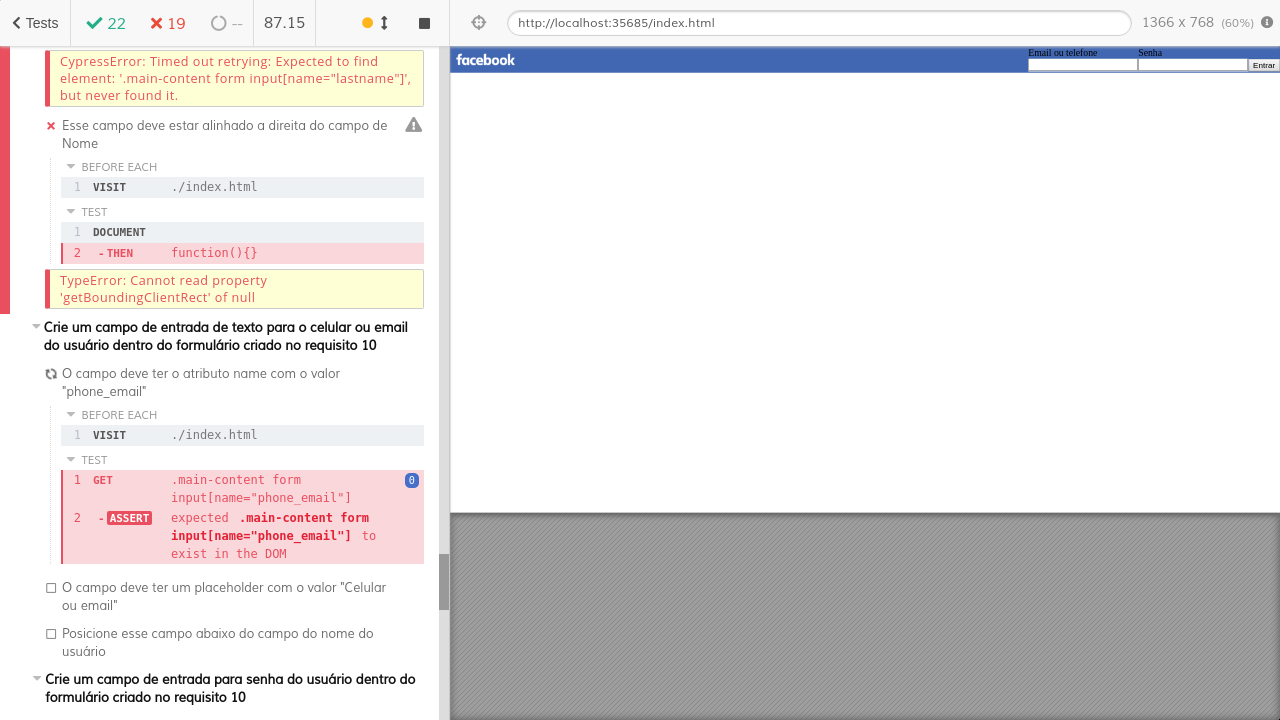 Tests 22 19 -- 87.15
http://localhost:35685/index.html 1366 x 768 (60%)
CypressError: Timed out retrying: Expected to find
element: '.main-content form input[name="lastname"]',
but never found it.
Esse campo deve estar alinhado a direita do campo de
Nome
BEFORE EACH
1 VISIT ./index.html
TEST
1 DOCUMENT
2 -THEN function(){}
TypeError: Cannot read property
'getBoundingClientRect' of null
Crie um campo de entrada de texto para o celular ou email
do usuário dentro do formulário criado no requisito 10
O campo deve ter o atributo name com o valor
"phone_email"
BEFORE EACH
1 VISIT ./index.html
TEST
1 GET .main-content form 0
input[name="phone_email"]
2 -ASSERT expected .main-content form
input[name="phone_email"] to
exist in the DOM
O campo deve ter um placeholder com o valor "Celular
ou email"
Posicione esse campo abaixo do campo do nome do
usuário
Crie um campo de entrada para senha do usuário dentro do
formulário criado no requisito 10
facebook
Email ou telefone Senha
Entrar